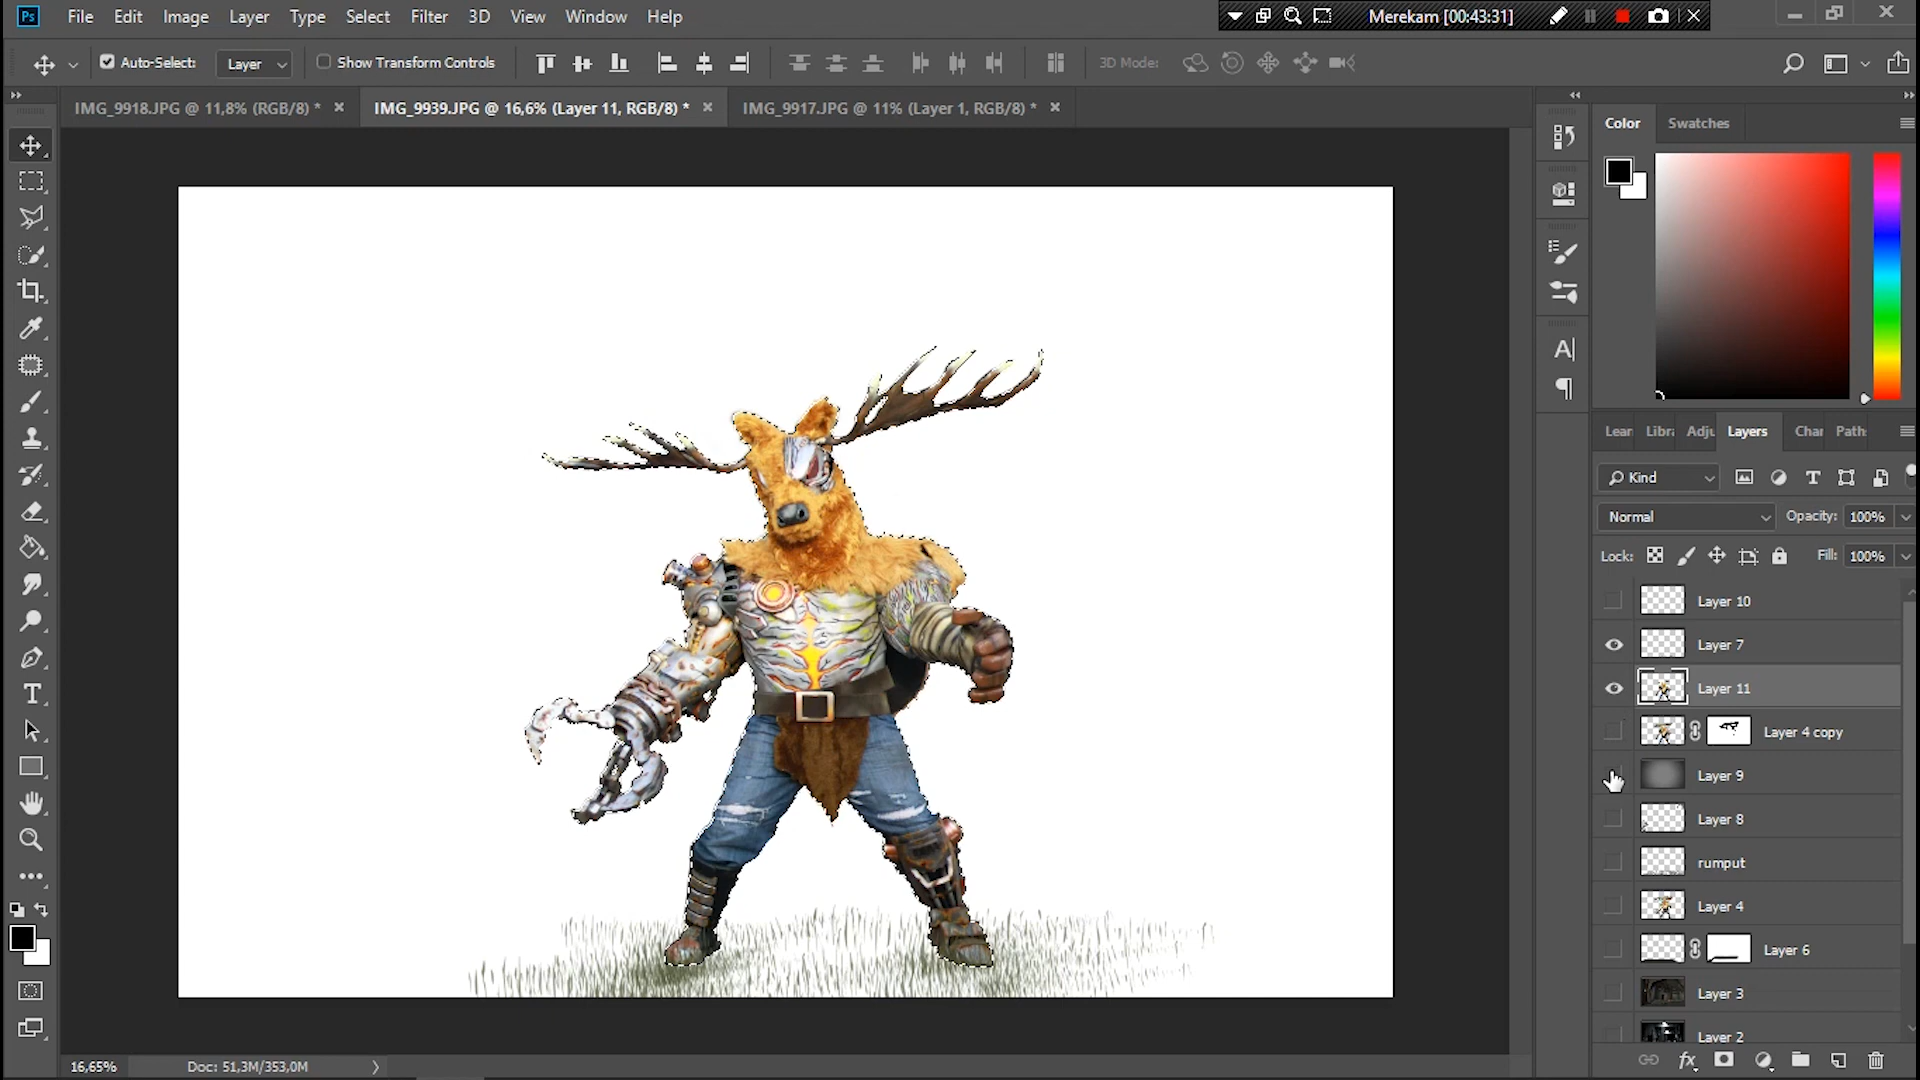 Ps File Edit Image Layer Type Select Filter 3D View Window Help
Merekam [00:43:31]
Auto-Select: Layer Show Transform Controls 3D Mode:
IMG_9918.JPG @ 11,8% (RGB/8) * IMG_9939.JPG @ 16,6% (Layer 11, RGB/8) * IMG_9917.JPG @ 11% (Layer 1, RGB/8) *
Color Swatches
Lear Libra Adju Layers Char Path
Kind
Normal Opacity: 100%
Lock: Fill: 100%
Layer 10
Layer 7
Layer 11
Layer 4 copy
Layer 9
Layer 8
rumput
Layer 4
Layer 6
Layer 3
Layer 2
16,65% Doc: 51,3M/353,0M